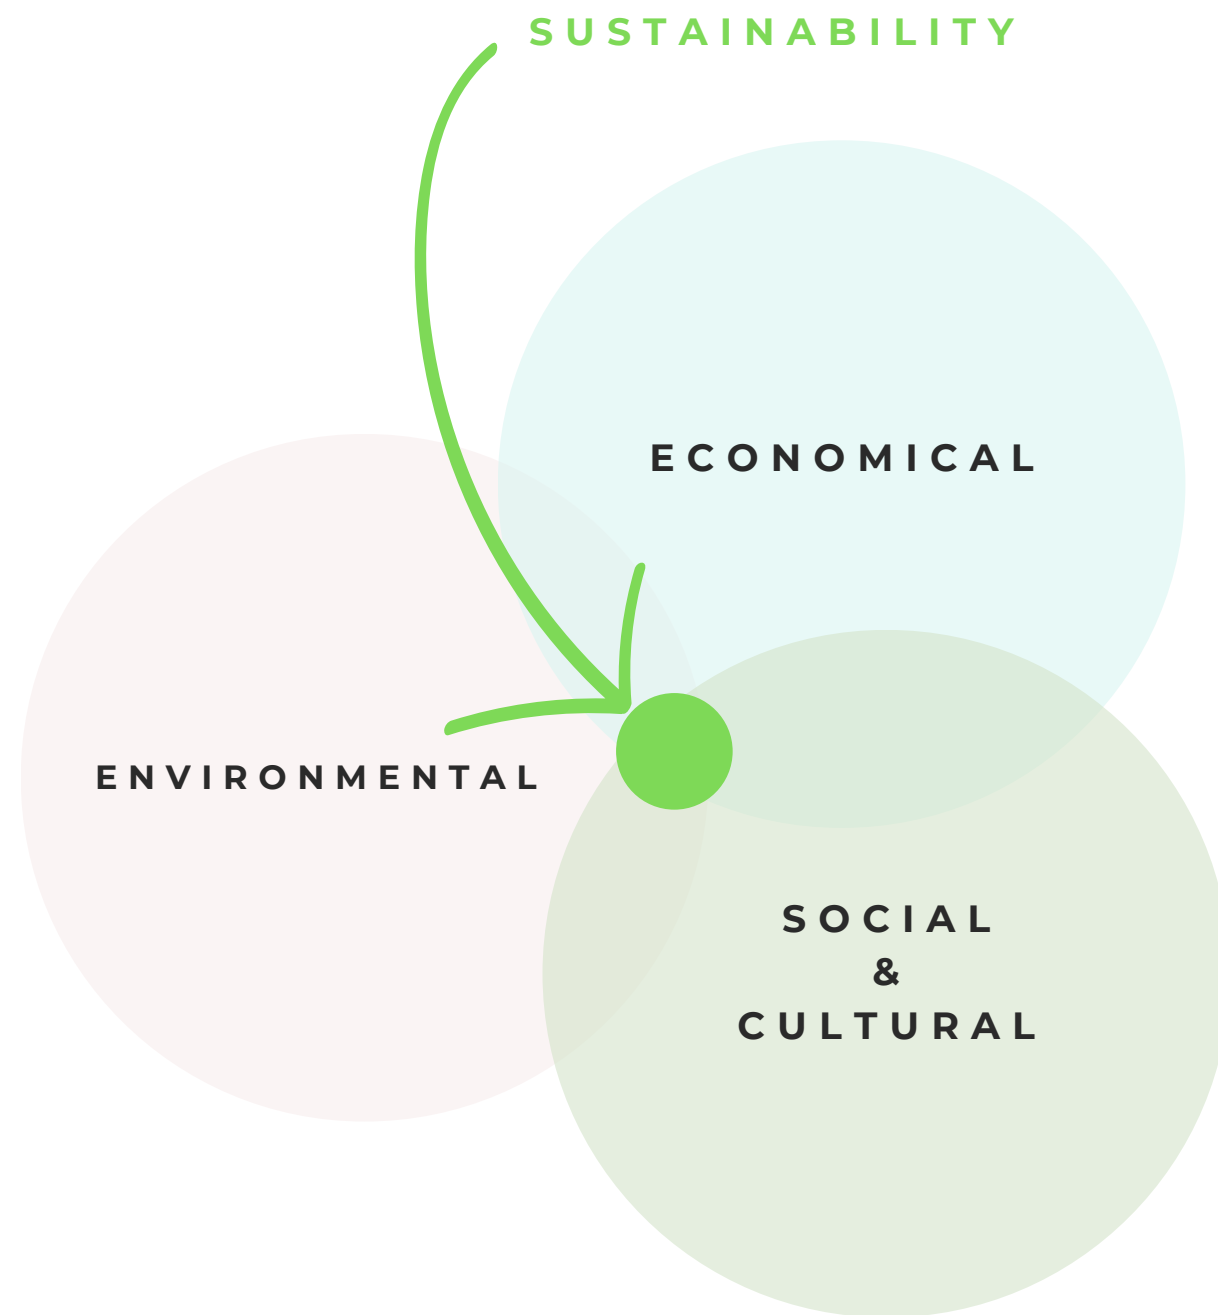 SUSTAINABILITY
ECONOMICAL
ENVIRONMENTAL
SOCIAL
&
CULTURAL